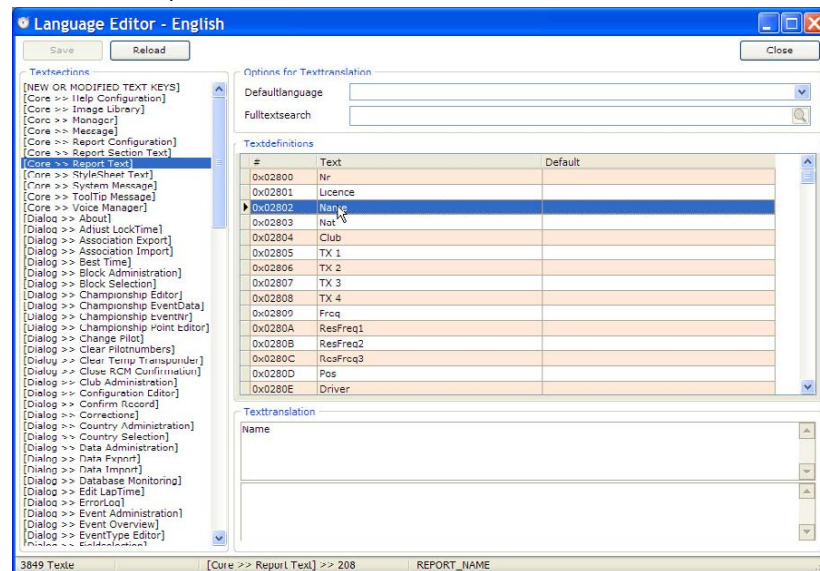 Language Editor - English
Save
Reload
Close
Textsections
[NEW OR MODIFIED TEXT KEYS]
[Core >> Help Configuration]
[Core >> Image Library]
[Core >> Manager]
[Core >> Message]
[Core >> Report Configuration]
[Core >> Report Section Text]
[Core >> Report Text]
[Core >> StyleSheet Text]
[Core >> System Message]
[Core >> ToolTip Message]
[Core >> Voice Manager]
[Dialog >> About]
[Dialog >> Adjust LockTime]
[Dialog >> Association Export]
[Dialog >> Association Import]
[Dialog >> Best Time]
[Dialog >> Block Administration]
[Dialog >> Block Selection]
[Dialog >> Championship Editor]
[Dialog >> Championship EventData]
[Dialog >> Championship EventNr]
[Dialog >> Championship Point Editor]
[Dialog >> Change Pilot]
[Dialog >> Clear Pilotnumbers]
[Dialog >> Clear Temp Transponder]
[Dialog >> Close RCM Confirmation]
[Dialog >> Club Administration]
[Dialog >> Configuration Editor]
[Dialog >> Confirm Record]
[Dialog >> Corrections]
[Dialog >> Country Administration]
[Dialog >> Country Selection]
[Dialog >> Data Administration]
[Dialog >> Data Export]
[Dialog >> Data Import]
[Dialog >> Database Monitoring]
[Dialog >> Edit LapTime]
[Dialog >> ErrorLog]
[Dialog >> Event Administration]
[Dialog >> Event Overview]
[Dialog >> EventType Editor]
[Dialog >> Fieldselection]
Options for Texttranslation
Defaultlanguage
Fulltextsearch
Textdefinitions
# Text Default
0x02800 Nr
0x02801 Licence
0x02802 Name
0x02803 Nat
0x02804 Club
0x02805 TX 1
0x02806 TX 2
0x02807 TX 3
0x02808 TX 4
0x02809 Freq
0x0280A ResFreq1
0x0280B ResFreq2
0x0280C ResFreq3
0x0280D Pos
0x0280E Driver
Texttranslation
Name
3849 Texte [Core >> Report Text] >> 208 REPORT_NAME